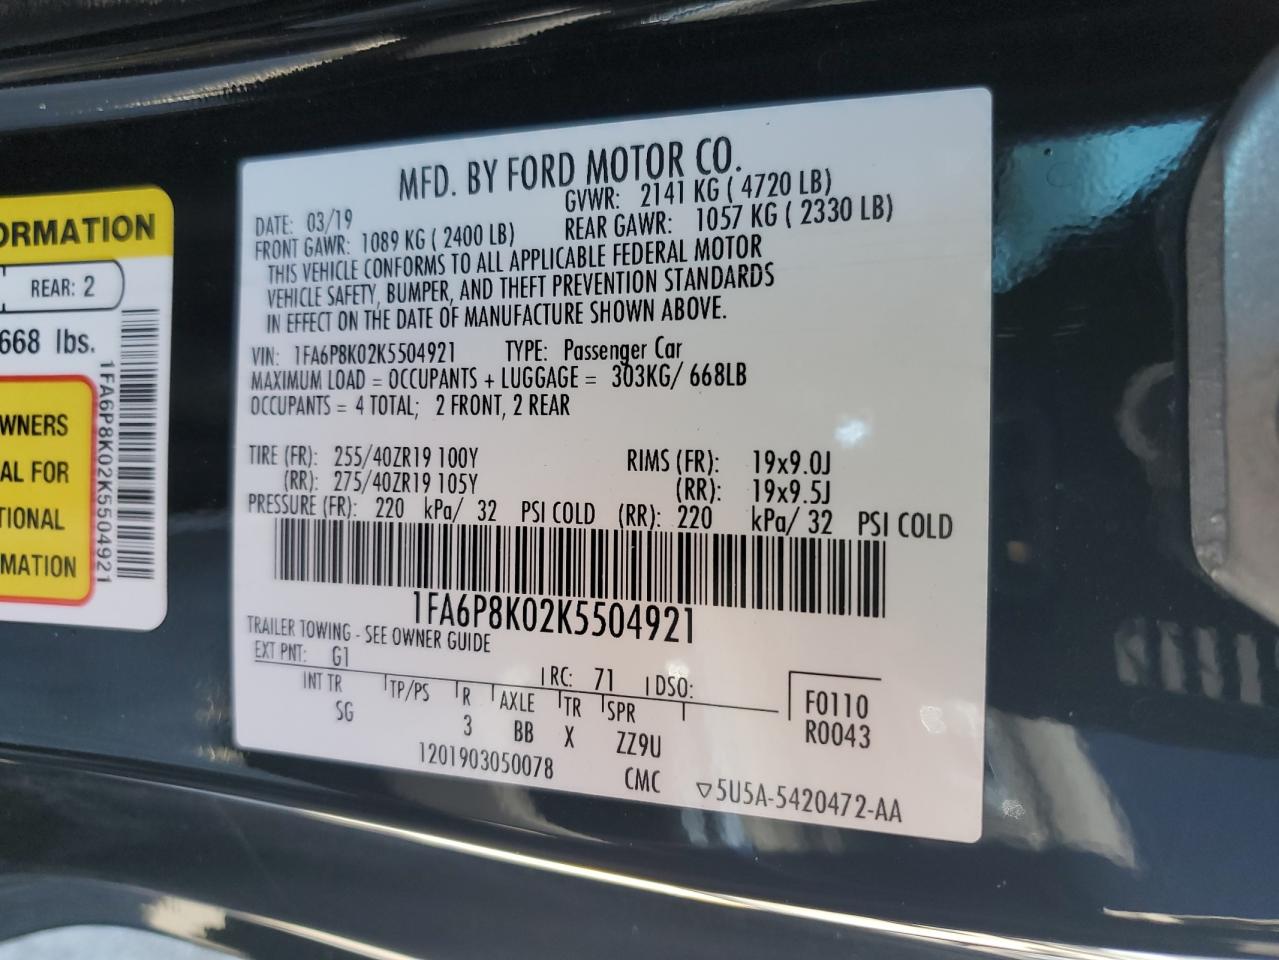 ORMATION
REAR: 2
668 lbs.
1FA6P8K02K5504921
WNERS
AL FOR
TIONAL
MATION
MFD. BY FORD MOTOR CO.
DATE: 03/19 GVWR: 2141 KG ( 4720 LB)
FRONT GAWR: 1089 KG ( 2400 LB) REAR GAWR: 1057 KG ( 2330 LB)
THIS VEHICLE CONFORMS TO ALL APPLICABLE FEDERAL MOTOR
VEHICLE SAFETY, BUMPER, AND THEFT PREVENTION STANDARDS
IN EFFECT ON THE DATE OF MANUFACTURE SHOWN ABOVE.
VIN: 1FA6P8K02K5504921 TYPE: Passenger Car
MAXIMUM LOAD = OCCUPANTS + LUGGAGE = 303KG/ 668LB
OCCUPANTS = 4 TOTAL; 2 FRONT, 2 REAR
TIRE (FR): 255/40ZR19 100Y RIMS (FR): 19x9.0J
(RR): 275/40ZR19 105Y (RR): 19x9.5J
PRESSURE (FR): 220 kPa/ 32 PSI COLD (RR): 220 kPa/ 32 PSI COLD
1FA6P8K02K5504921
TRAILER TOWING - SEE OWNER GUIDE
EXT PNT: G1 RC: 71 DSO:
INT TR TP/PS R AXLE TR SPR F0110
SG 3 BB X ZZ9U R0043
1201903050078 CMC ▽5U5A-5420472-AA